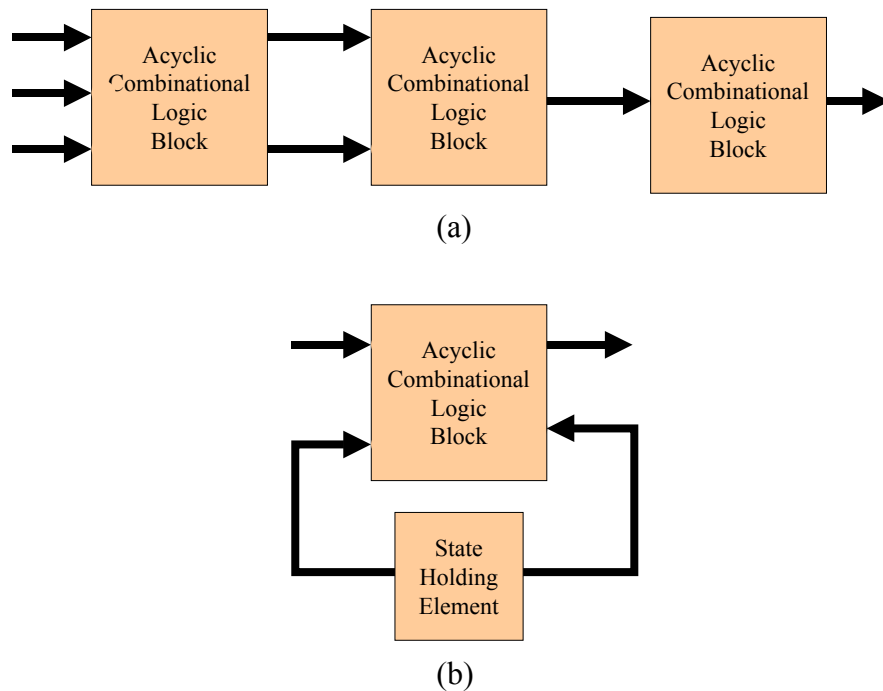 Acyclic
Combinational
Logic
Block
Acyclic
Combinational
Logic
Block
Acyclic
Combinational
Logic
Block
(a)
Acyclic
Combinational
Logic
Block
State
Holding
Element
(b)